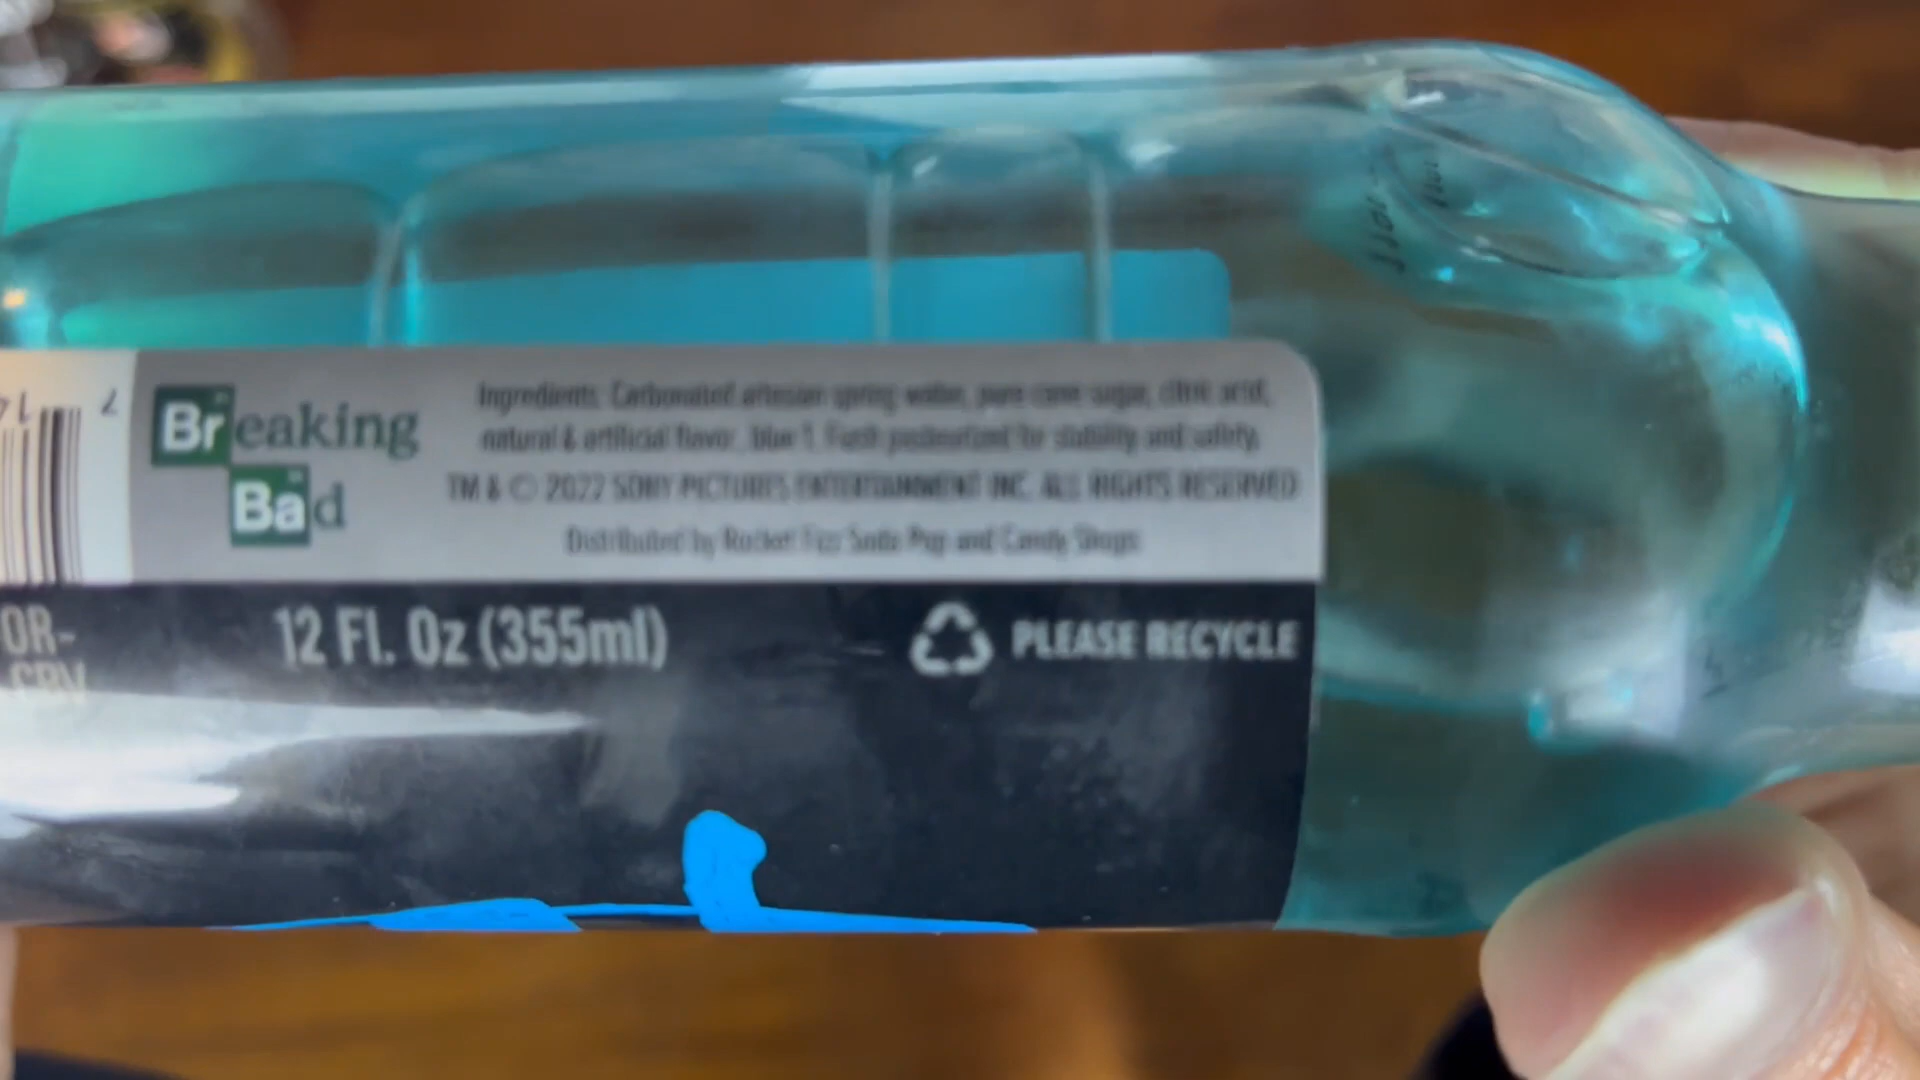 Breaking
Bad
Ingredients: Carbonated artesian spring water, pure cane sugar, citric acid,
natural & artificial flavor, blue 1. Flash pasteurized for stability and safety.
TM & © 2022 SONY PICTURES ENTERTAINMENT INC. ALL RIGHTS RESERVED
Distributed by Rocket Fizz Soda Pop and Candy Shops
OR-
CRV
12 Fl. Oz (355ml)
PLEASE RECYCLE